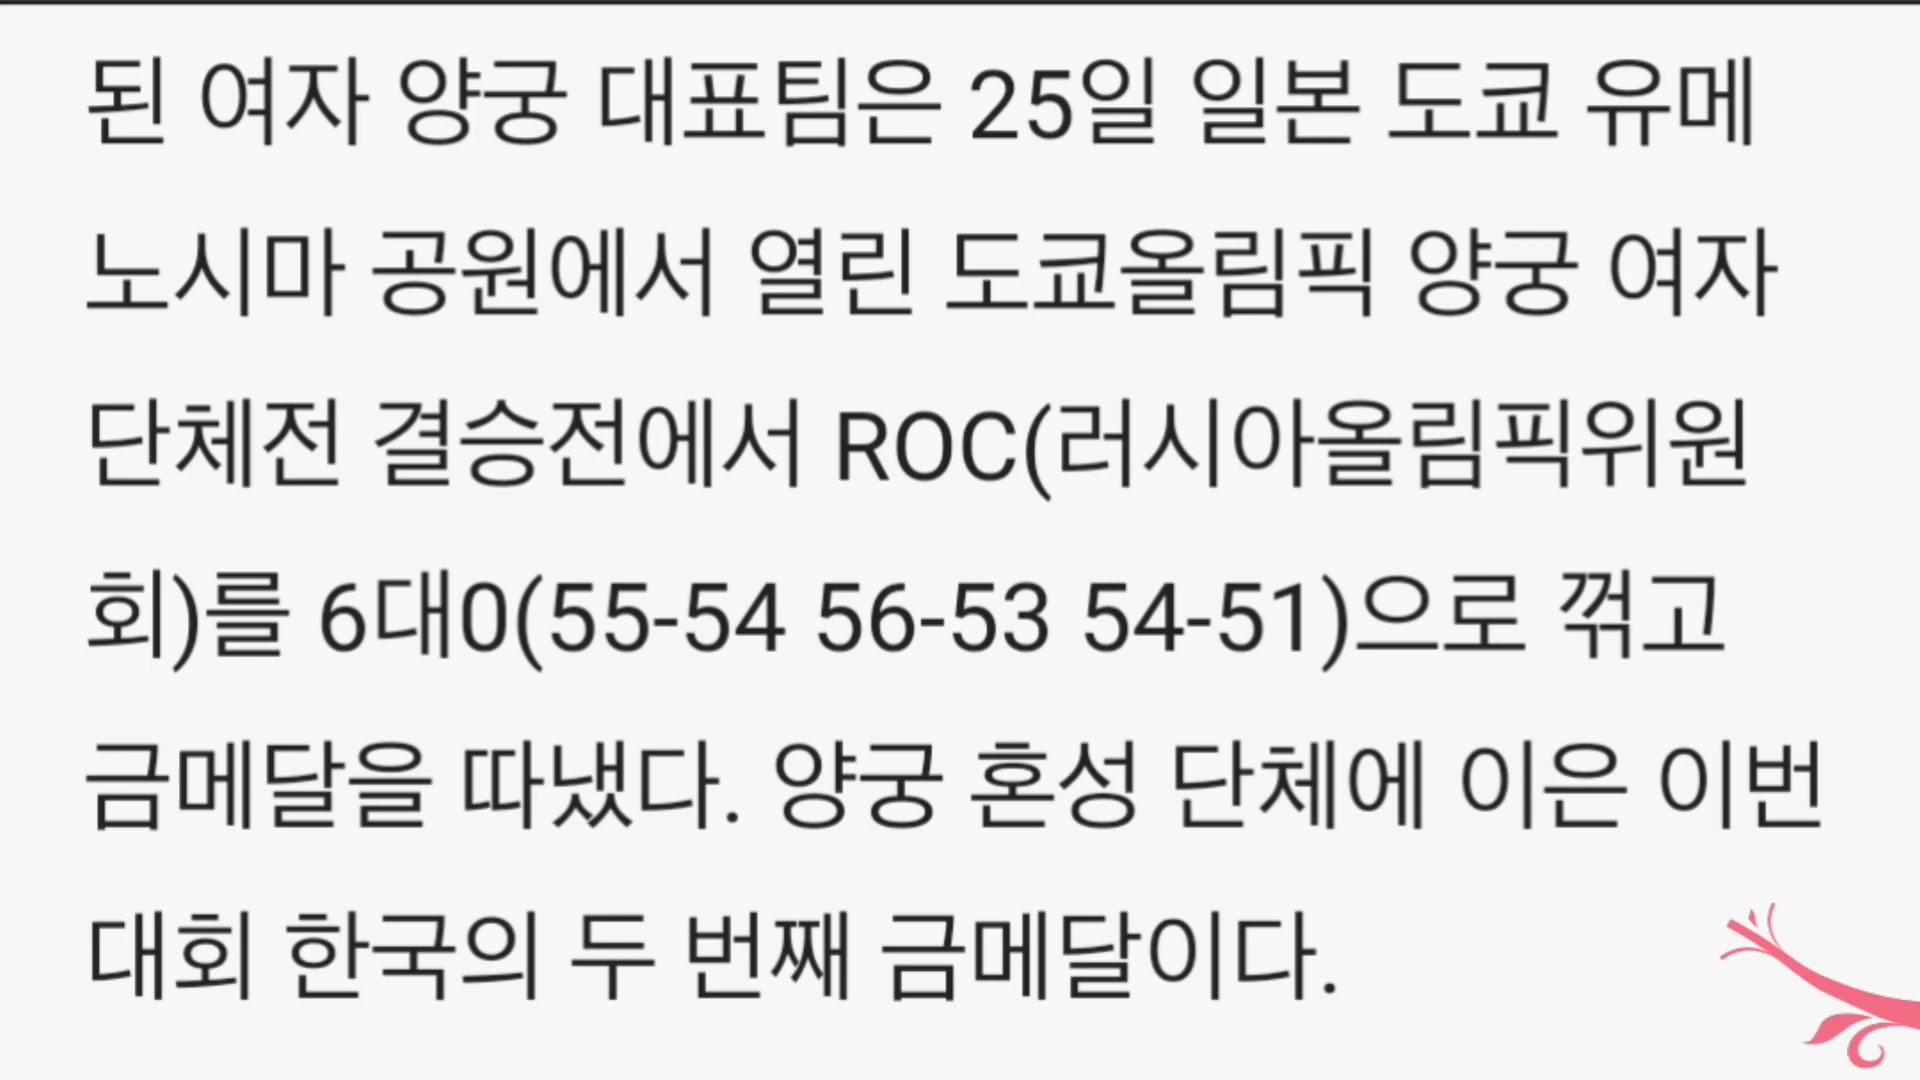 된 여자 양궁 대표팀은 25일 일본 도쿄 유메
노시마 공원에서 열린 도쿄올림픽 양궁 여자
단체전 결승전에서 ROC(러시아올림픽위원
회)를 6대0(55-54 56-53 54-51)으로 꺾고
금메달을 따냈다. 양궁 혼성 단체에 이은 이번
대회 한국의 두 번째 금메달이다.